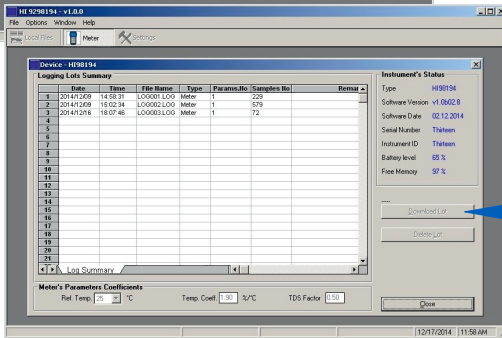 HI 9298194 - v1.0.0
File Options Window Help
Local Files Meter Settings
Device - HI98194
Logging Lots Summary
Date Time File Name Type Params.No Samples No Remar
1 2014/12/09 14:58:31 LOG001.LOG Meter 1 229
2 2014/12/09 15:02:34 LOG002.LOG Meter 2 579
3 2014/12/16 18:07:46 LOG003.LOG Meter 1 72
4
5
6
7
8
9
10
11
12
13
14
15
16
17
18
19
20
21
Log Summary
Instrument's Status
Type HI98194
Software Version v1.0b02.8
Software Date 02.12.2014
Serial Number Thirteen
Instrument ID Thirteen
Battery level 65 %
Free Memory 97 %
Download Lot
Delete Lot
Meter's Parameters Coefficients
Ref. Temp. 25 °C Temp. Coeff. 1.90 %/°C TDS Factor 0.50
Close
12/17/2014 11:58 AM